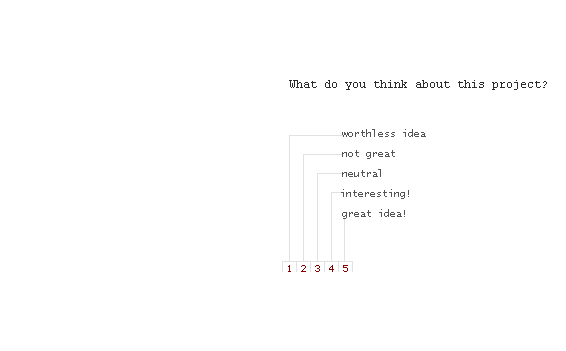 What do you think about this project?
worthless idea
not great
neutral
interesting!
great idea!
1 2 3 4 5